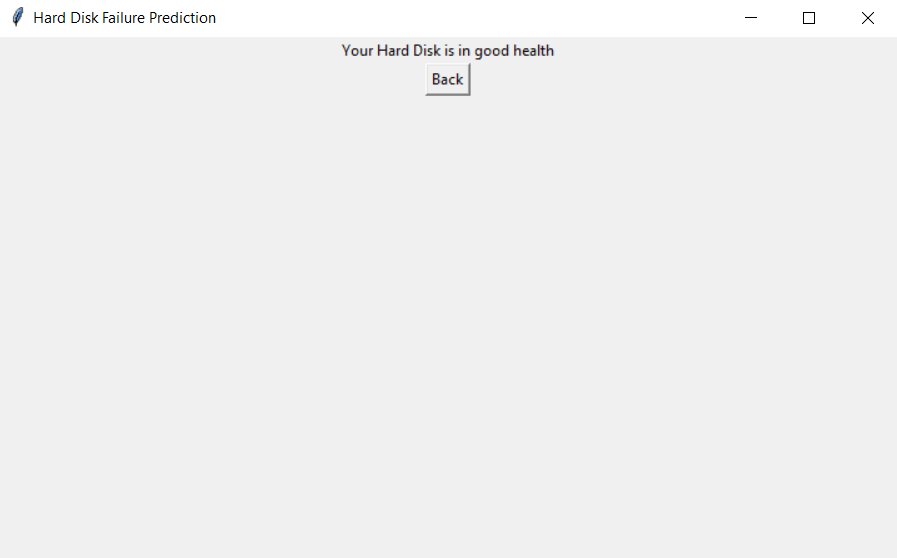 Hard Disk Failure Prediction
Your Hard Disk is in good health
Back